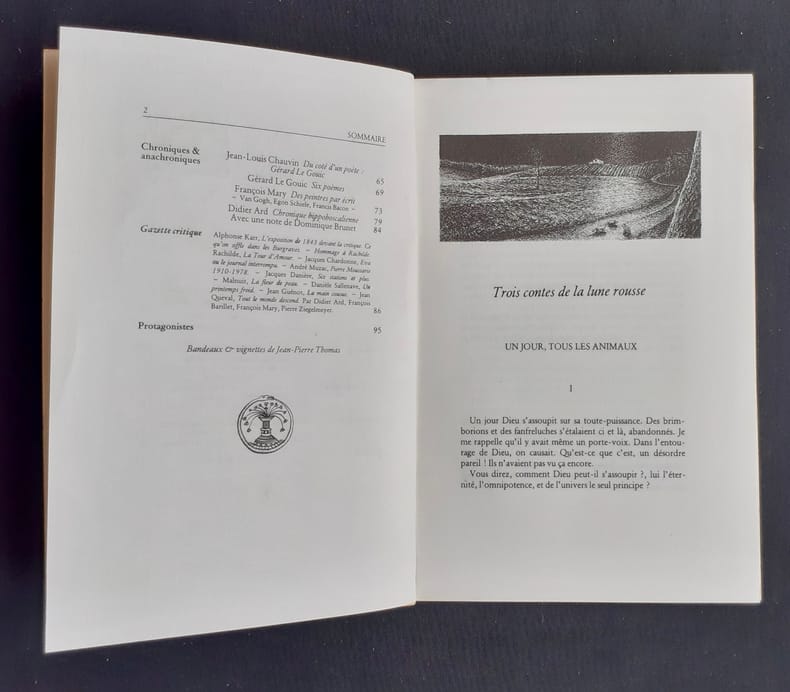 2
SOMMAIRE
Chroniques &
anachroniques
Jean-Louis Chauvin Du coté d'un poète :
Gérard Le Gouic 65
Gérard Le Gouic Six poèmes 69
François Mary Des peintres par écrit
– Van Gogh, Egon Schiele, Francis Bacon – 73
Didier Ard Chronique hippoboscalienne 79
Avec une note de Dominique Brunet 84
Gazette critique
Alphonse Karr, L'exposition de 1843 devant la critique. Ce
qu'on siffle dans les Burgraves. – Hommage à Rachilde.
Rachilde, La Tour d'Amour. – Jacques Chardonne, Eva
ou le journal interrompu. – André Muzac, Pierre
1910-1978. – Jacques Danière, Six stations et plus.
– Malnuit, La fleur de peau. – Danièle Sallenave, Un
printemps froid. – Jean Guénot, La main cousue. – Jean
Queval, Tout le monde descend. Par Didier Ard, François
Barillet, François Mary, Pierre Ziegelmeyer. 86
Protagonistes 95
Bandeaux & vignettes de Jean-Pierre Thomas
Trois contes de la lune rousse
UN JOUR, TOUS LES ANIMAUX
I
Un jour Dieu s'assoupit sur sa toute-puissance. Des brim-
borions et des fanfreluches s'étalaient ci et là, abandonnés. Je
me rappelle qu'il y avait même un porte-voix. Dans l'entou-
rage de Dieu, on causait. Qu'est-ce que c'est, un désordre
pareil ! Ils n'avaient pas vu ça encore.
Vous direz, comment Dieu peut-il s'assoupir ?, lui l'éter-
nité, l'omnipotence, et de l'univers le seul principe ?